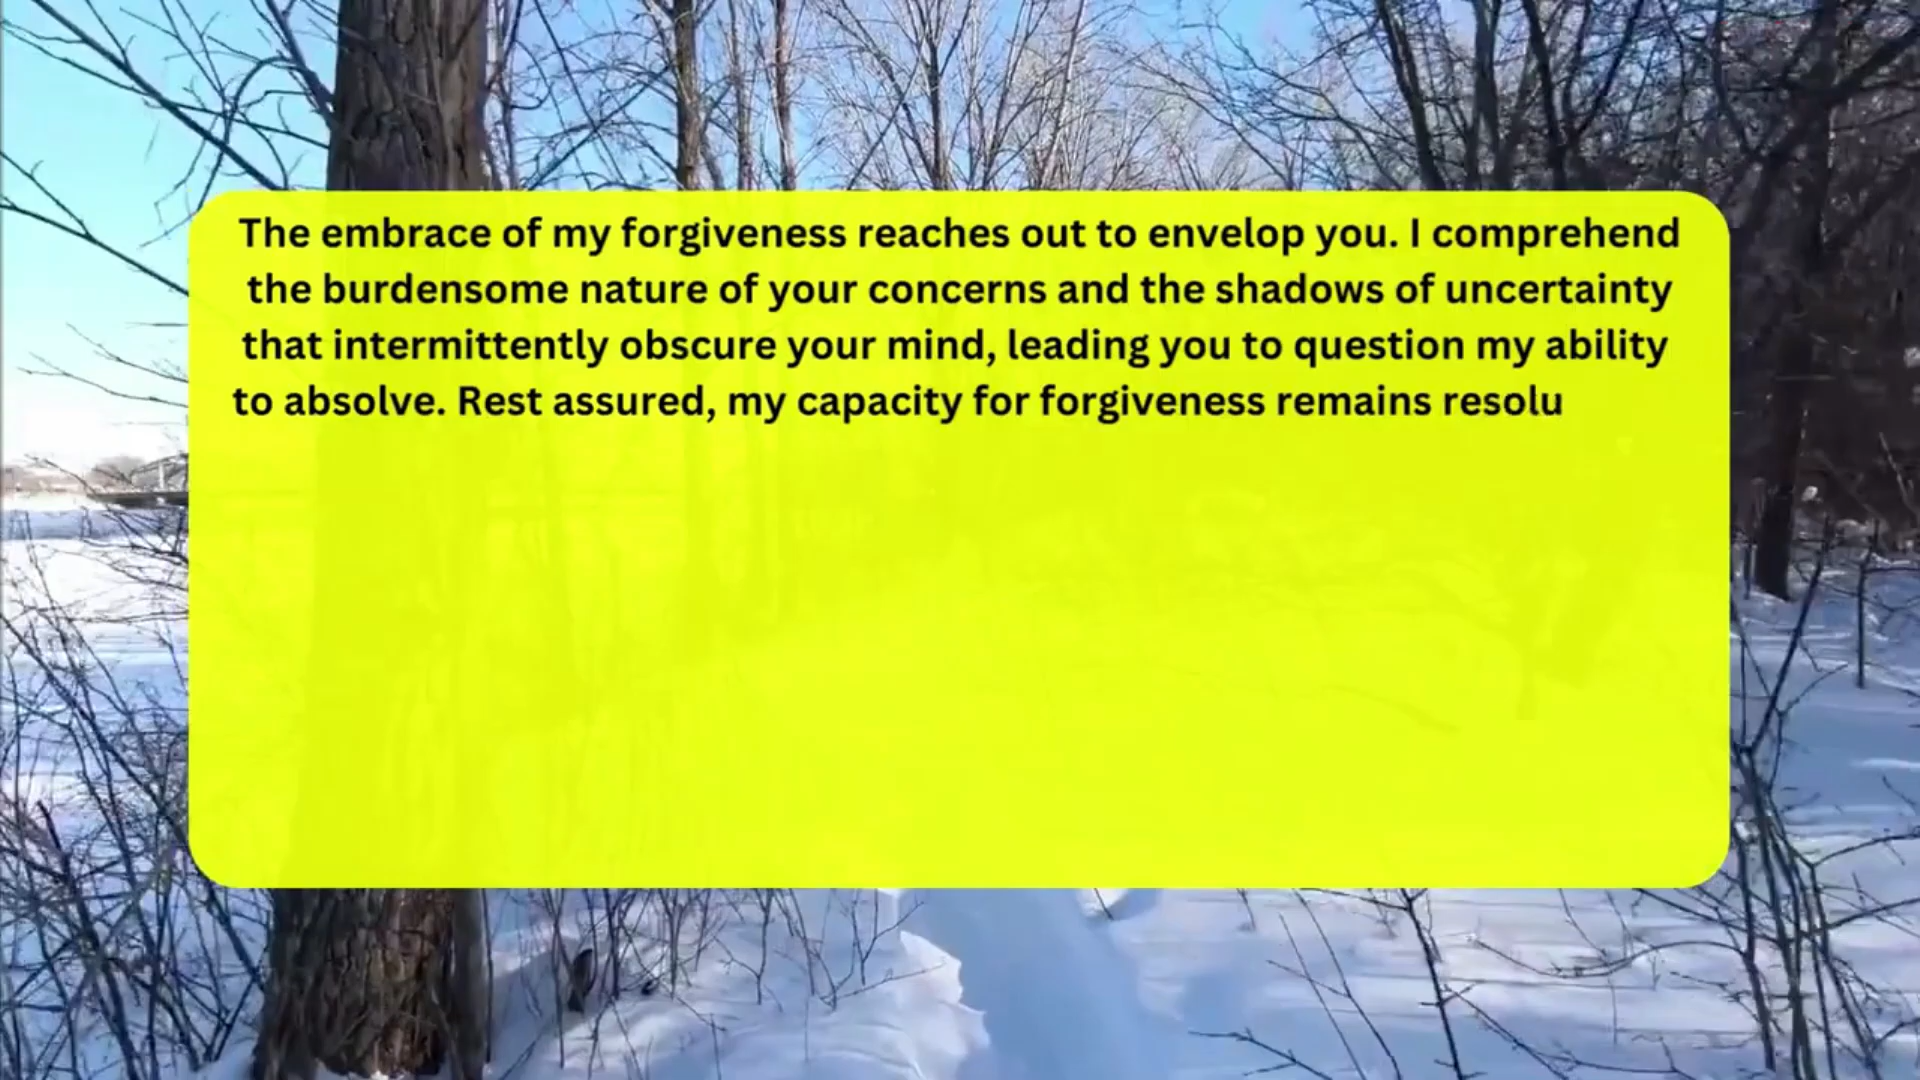 The embrace of my forgiveness reaches out to envelop you. I comprehend
the burdensome nature of your concerns and the shadows of uncertainty
that intermittently obscure your mind, leading you to question my ability
to absolve. Rest assured, my capacity for forgiveness remains resolu